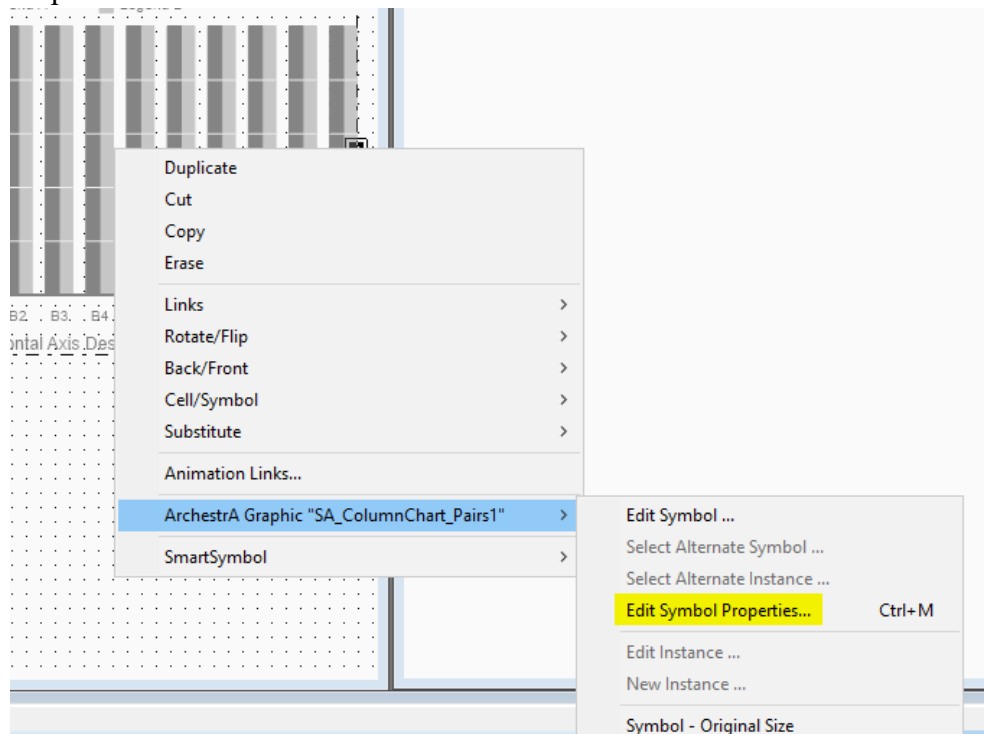 Duplicate
Cut
Copy
Erase
Links
B2 B3 B4
Rotate/Flip
ontal Axis Des
Back/Front
Cell/Symbol
Substitute
Animation Links...
ArchestrA Graphic "SA_ColumnChart_Pairs1"
Edit Symbol ...
Select Alternate Symbol ...
SmartSymbol
Select Alternate Instance ...
Edit Symbol Properties... Ctrl+M
Edit Instance ...
New Instance ...
Symbol - Original Size